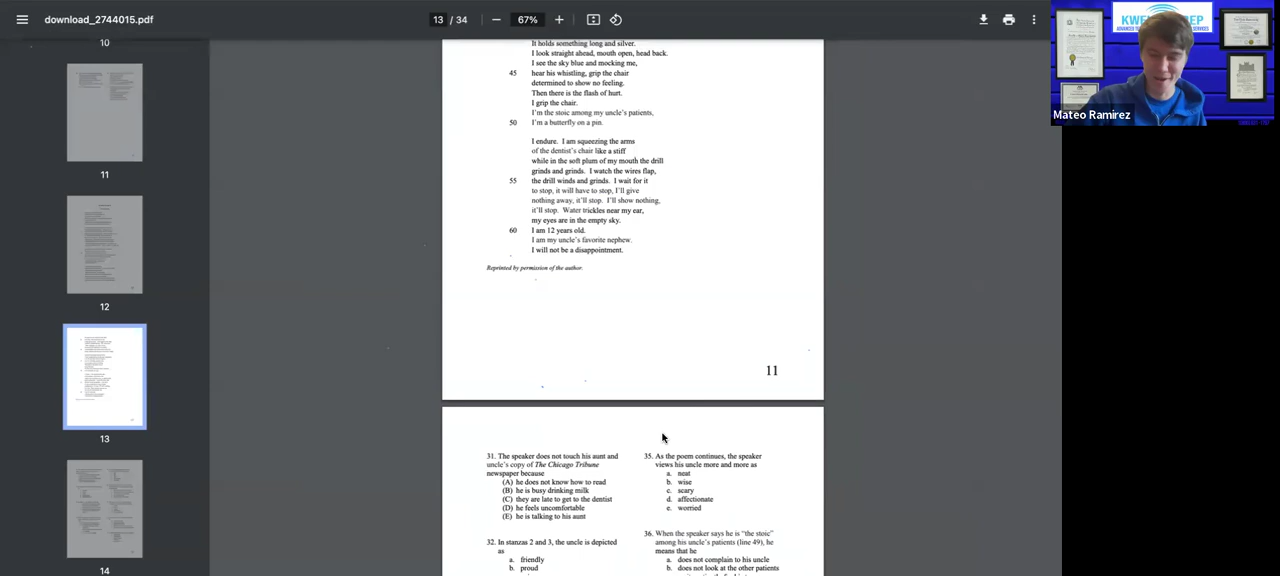 download_2744015.pdf
13 / 34
67%
10
11
12
13
14
It holds something long and silver.
I look straight ahead, mouth open, head back.
I see the sky blue and mocking me,
45 hear his whistling, grip the chair
determined to show no feeling.
Then there is the flash of hurt.
I grip the chair.
I'm the stoic among my uncle's patients,
50 I'm a butterfly on a pin.
I endure. I am squeezing the arms
of the dentist's chair like a stiff
while in the soft plum of my mouth the drill
grinds and grinds. I watch the wires flap,
55 the drill winds and grinds. I wait for it
to stop, it will have to stop, I'll give
nothing away, it'll stop. I'll show nothing,
it'll stop. Water trickles near my ear,
my eyes are in the empty sky.
60 I am 12 years old.
I am my uncle's favorite nephew.
I will not be a disappointment.
Reprinted by permission of the author.
11
31. The speaker does not touch his aunt and
uncle's copy of The Chicago Tribune
newspaper because
(A) he does not know how to read
(B) he is busy drinking milk
(C) they are late to get to the dentist
(D) he feels uncomfortable
(E) he is talking to his aunt
32. In stanzas 2 and 3, the uncle is depicted
as
a. friendly
b. proud
35. As the poem continues, the speaker
views his uncle more and more as
a. neat
b. wise
c. scary
d. affectionate
e. worried
36. When the speaker says he is "the stoic"
among his uncle's patients (line 49), he
means that he
a. does not complain to his uncle
b. does not look at the other patients
Mateo Ramirez